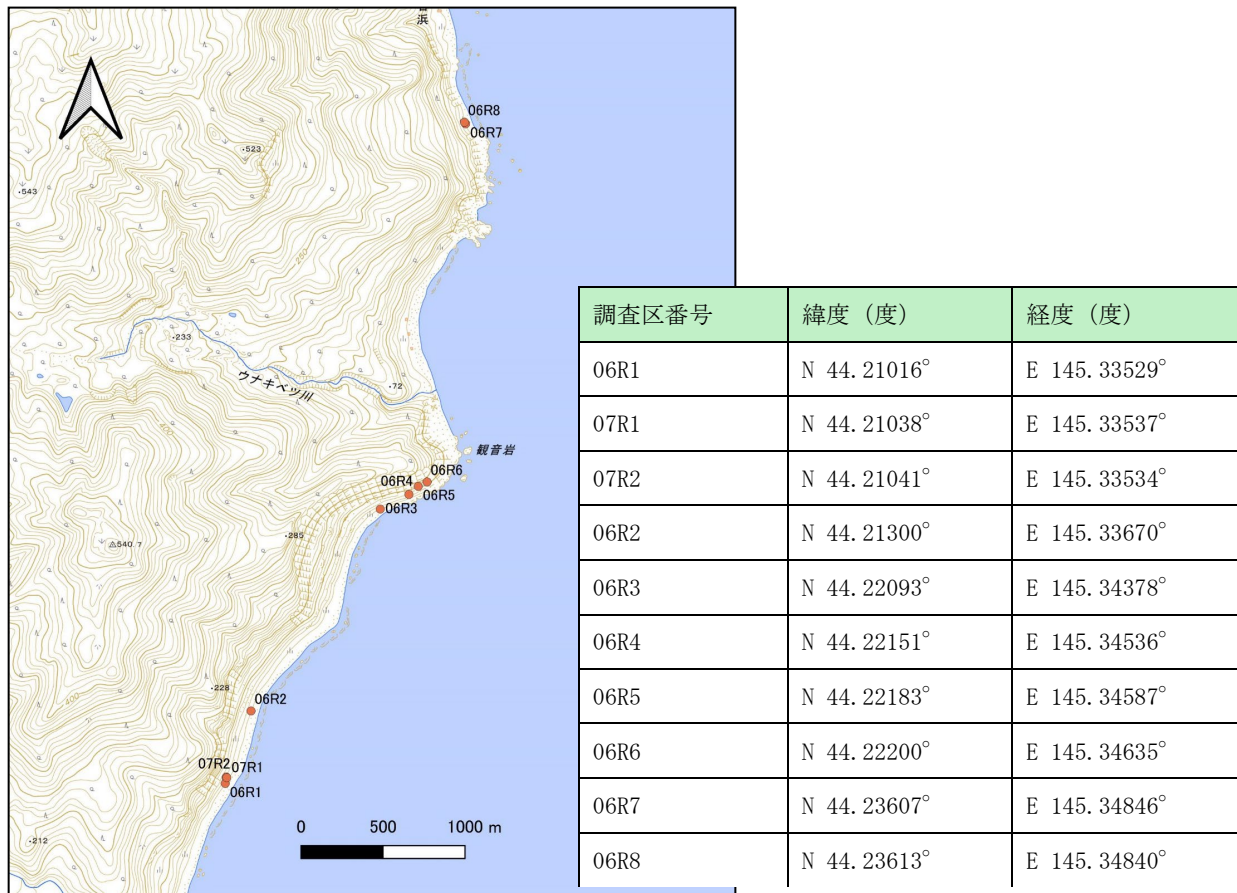 浜
06R8
06R7
523
543
250
233
ウナキベツ川
72
400
観音岩
06R6
06R4
06R5
06R3
285
△540.7
228
400
06R2
07R2
07R1
06R1
212
0 500 1000 m
調査区番号 緯度 (度) 経度 (度)
06R1 N 44.21016° E 145.33529°
07R1 N 44.21038° E 145.33537°
07R2 N 44.21041° E 145.33534°
06R2 N 44.21300° E 145.33670°
06R3 N 44.22093° E 145.34378°
06R4 N 44.22151° E 145.34536°
06R5 N 44.22183° E 145.34587°
06R6 N 44.22200° E 145.34635°
06R7 N 44.23607° E 145.34846°
06R8 N 44.23613° E 145.34840°